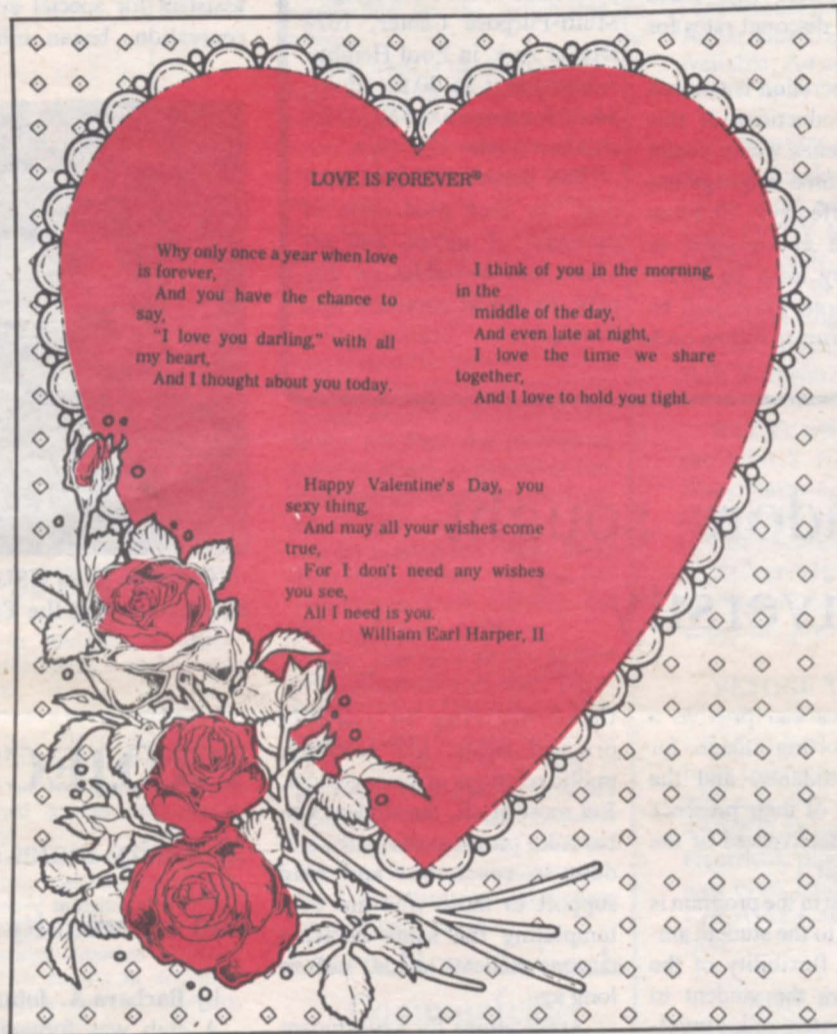 LOVE IS FOREVER®
Why only once a year when love
is forever,
And you have the chance to
say,
"I love you darling," with all
my heart,
And I thought about you today.
I think of you in the morning,
in the
middle of the day,
And even late at night,
I love the time we share
together,
And I love to hold you tight.
Happy Valentine's Day, you
sexy thing,
And may all your wishes come
true,
For I don't need any wishes
you see,
All I need is you.
William Earl Harper, II